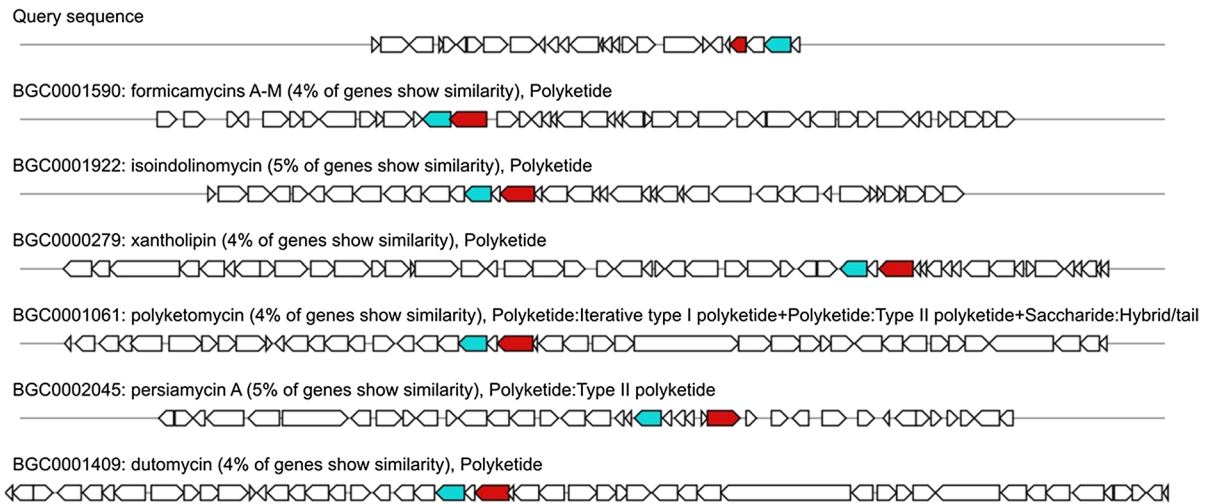 Query sequence
BGC0001590: formicamycins A-M (4% of genes show similarity), Polyketide
BGC0001922: isoindolinomycin (5% of genes show similarity), Polyketide
BGC0000279: xantholipin (4% of genes show similarity), Polyketide
BGC0001061: polyketomycin (4% of genes show similarity), Polyketide:Iterative type I polyketide+Polyketide:Type II polyketide+Saccharide:Hybrid/tail
BGC0002045: persiamycin A (5% of genes show similarity), Polyketide:Type II polyketide
BGC0001409: dutomycin (4% of genes show similarity), Polyketide